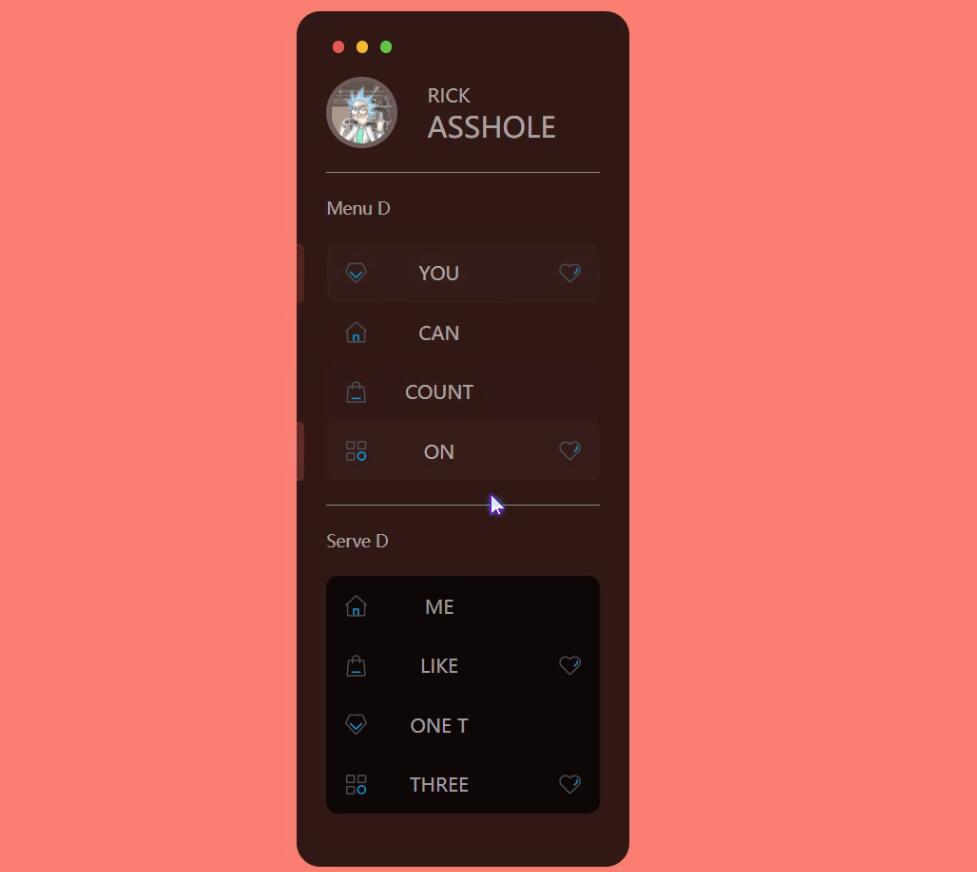 RICK
ASSHOLE
Menu D
YOU
CAN
COUNT
ON
Serve D
ME
LIKE
ONE T
THREE